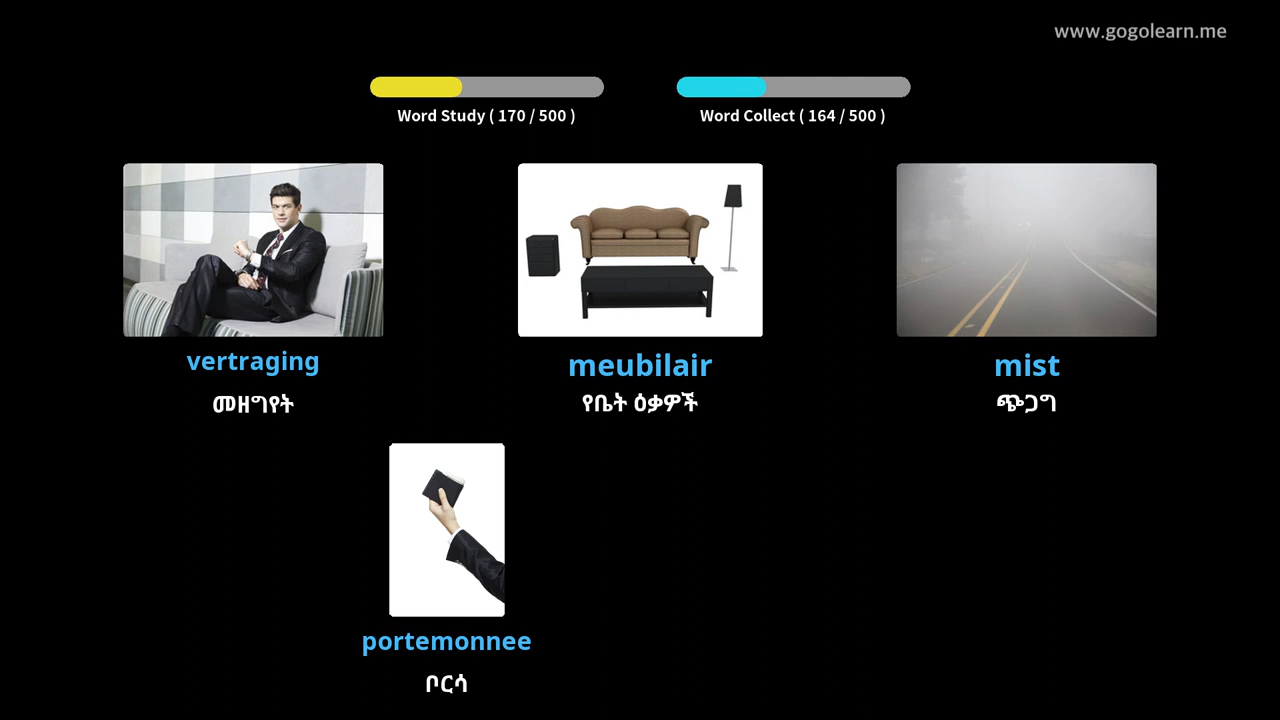 www.gogolearn.me
Word Study ( 170 / 500 )
Word Collect ( 164 / 500 )
vertraging
meubilair
mist
መዘግየት
የቤት ዕቃዎች
ጭጋግ
portemonnee
ቦርሳ